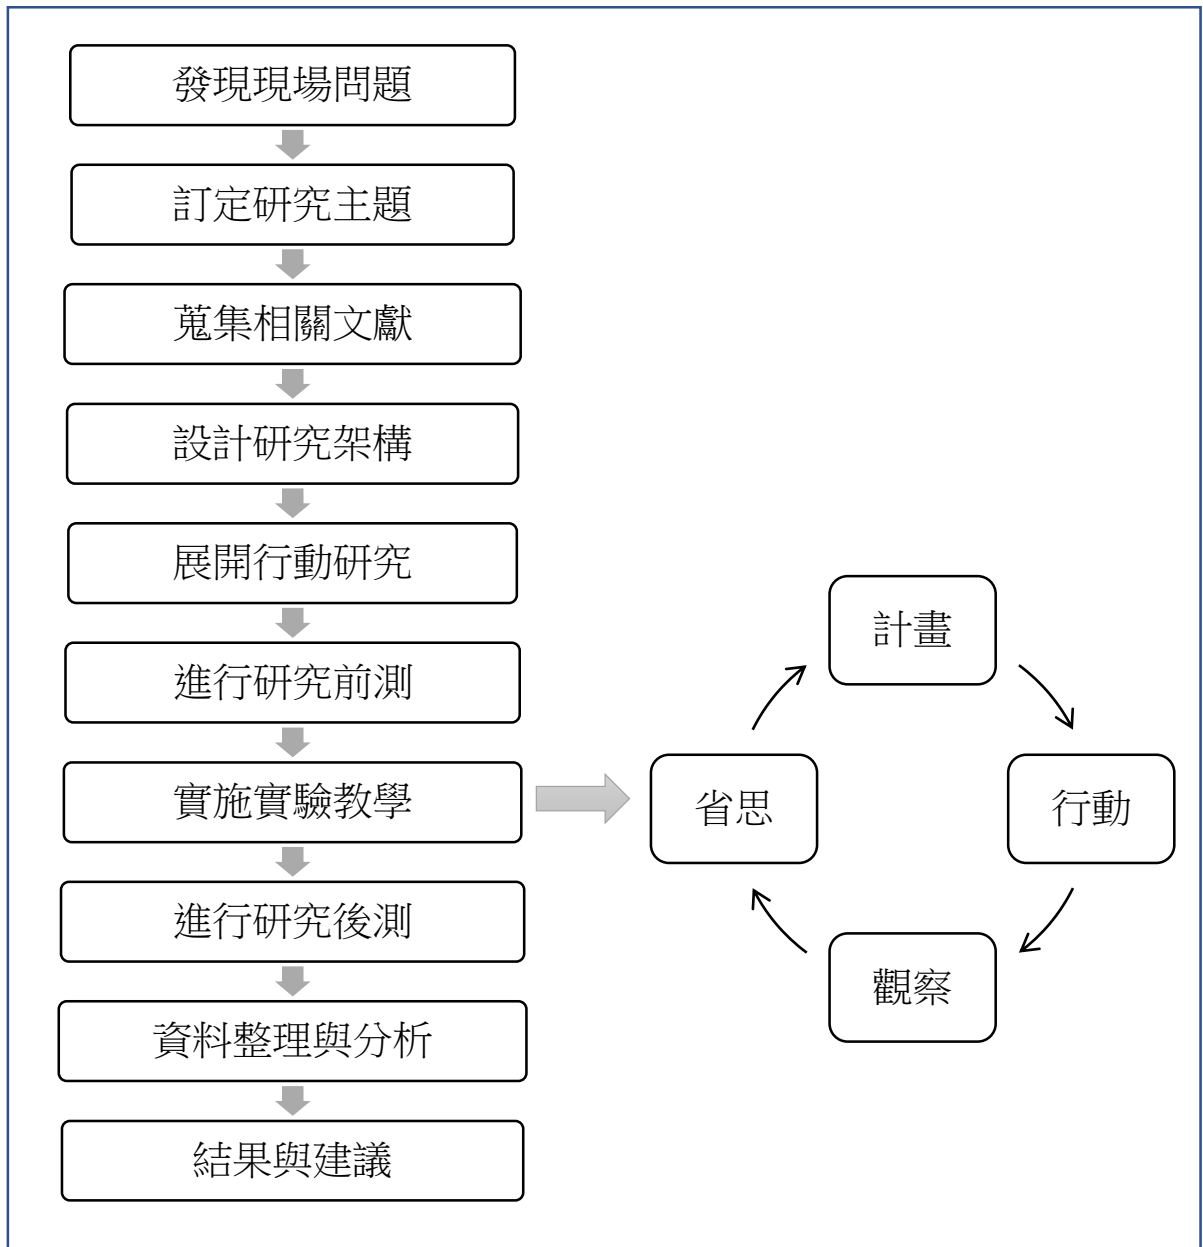 發現現場問題
訂定研究主題
蒐集相關文獻
設計研究架構
展開行動研究
進行研究前測
實施實驗教學
進行研究後測
資料整理與分析
結果與建議
計畫
省思
行動
觀察